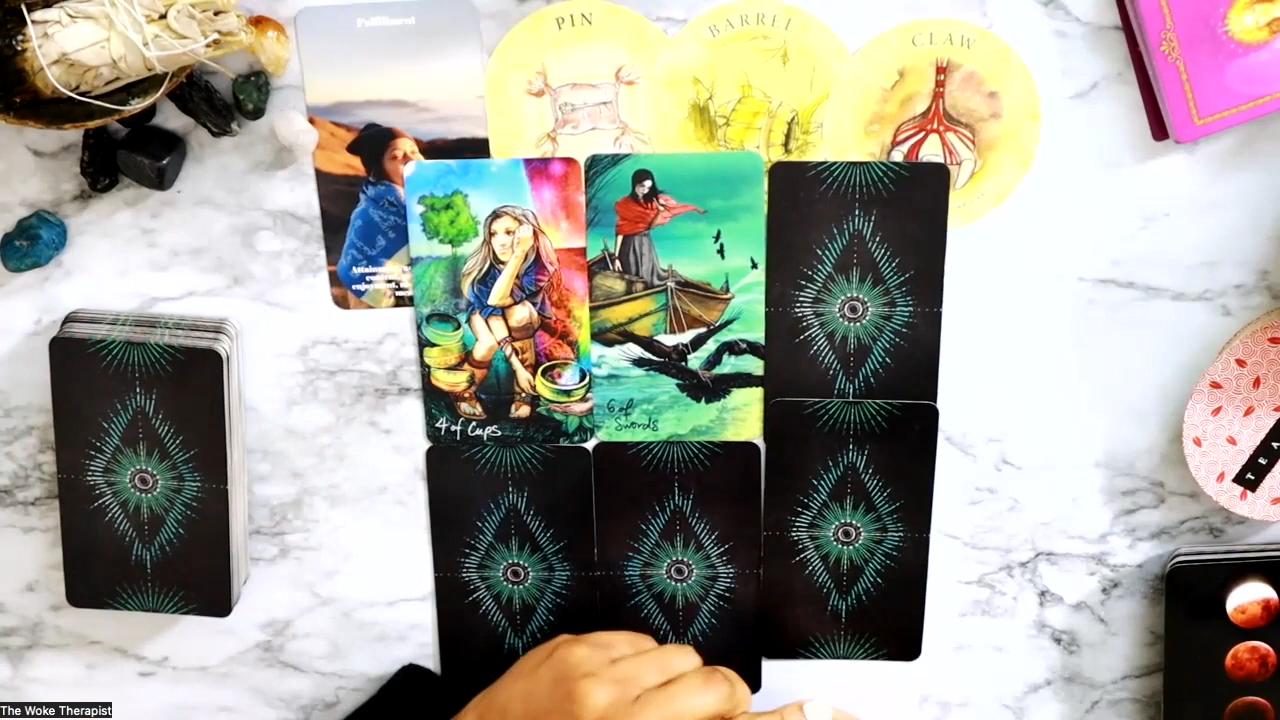 Fulfillment
PIN
BARREL
CLAW
4 of Cups
6 of
Swords
The Woke Therapist